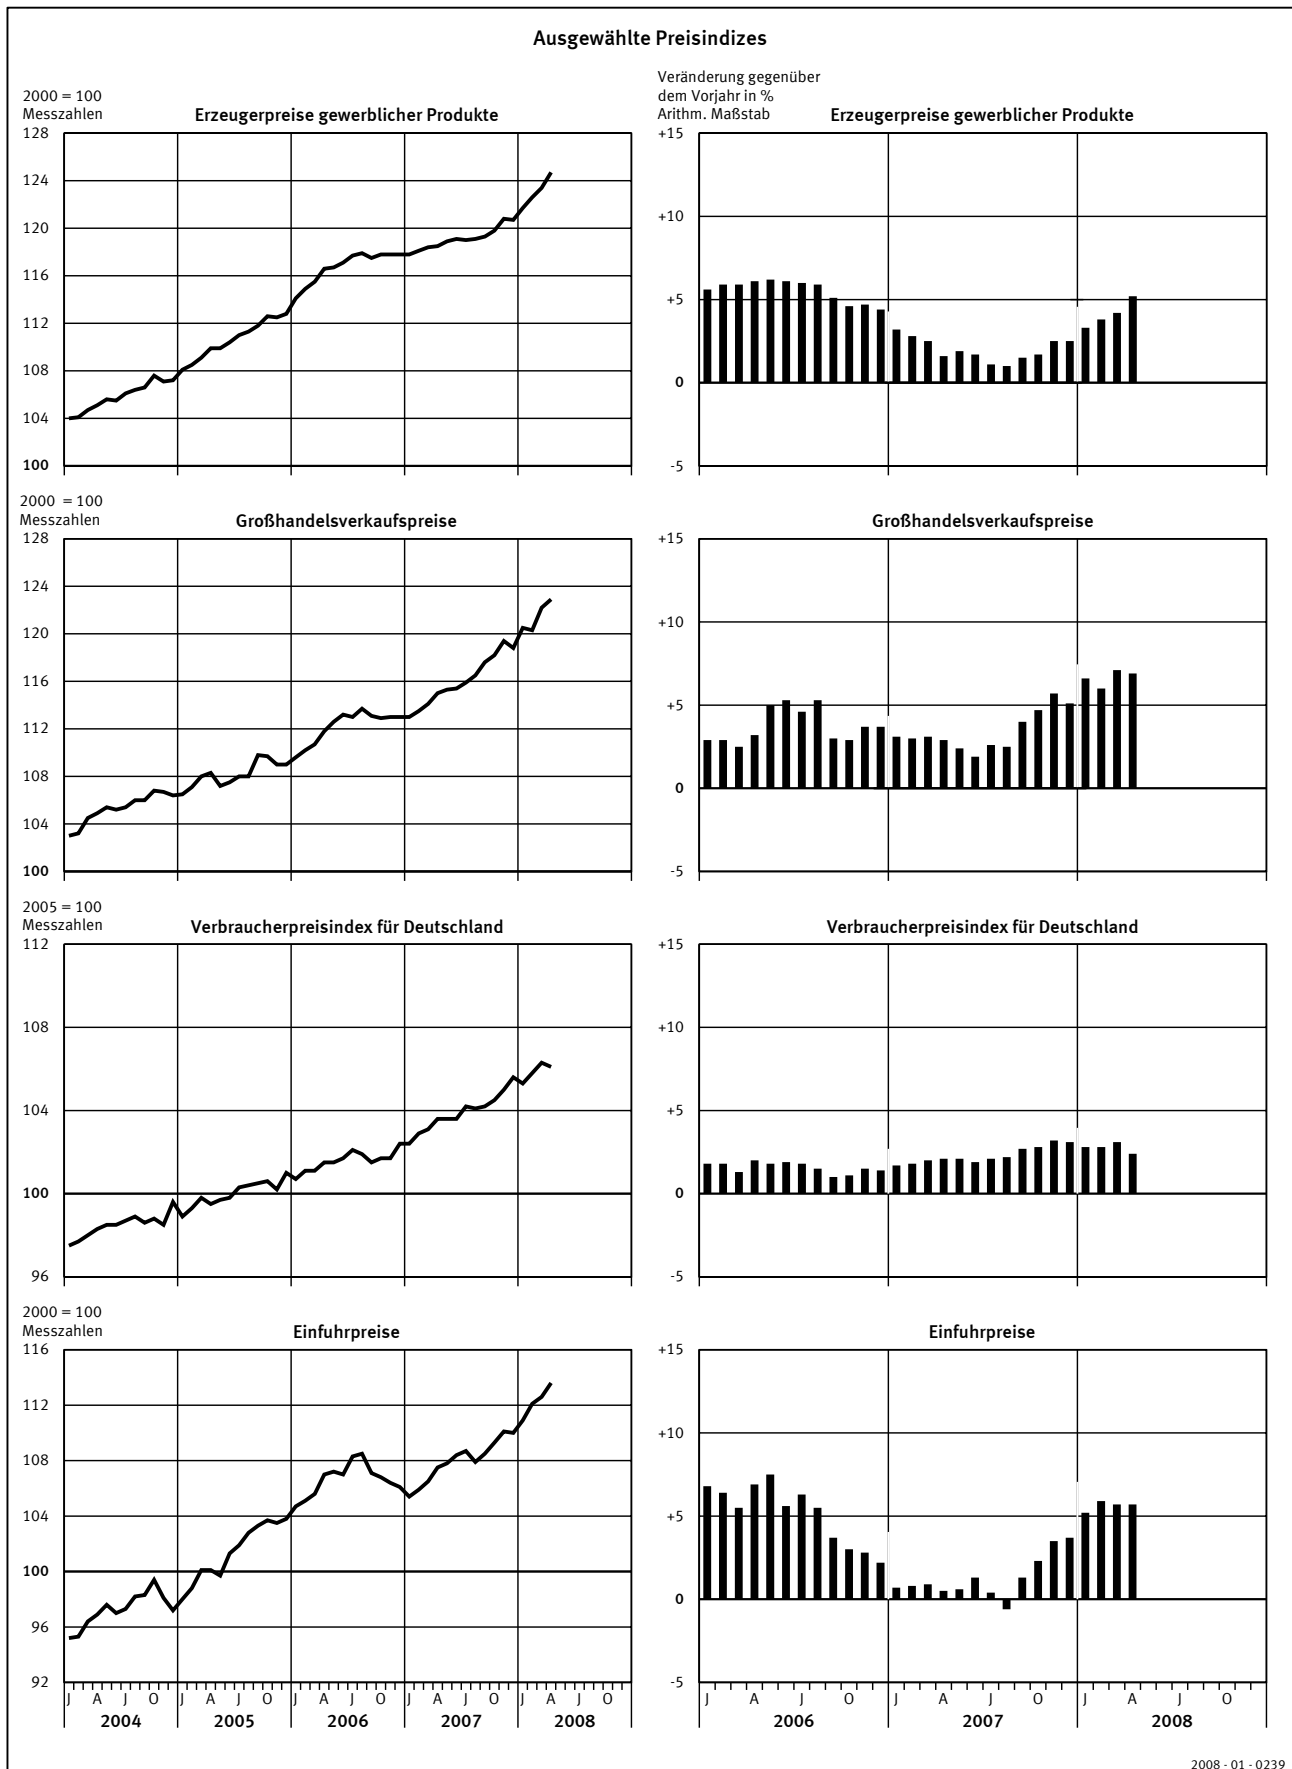 Ausgewählte Preisindizes
2000 = 100
Messzahlen
Erzeugerpreise gewerblicher Produkte
128
124
120
116
112
108
104
100
Veränderung gegenüber
dem Vorjahr in %
Arithm. Maßstab
Erzeugerpreise gewerblicher Produkte
+15
+10
+5
0
-5
2000 = 100
Messzahlen
Großhandelsverkaufspreise
128
124
120
116
112
108
104
100
Großhandelsverkaufspreise
+15
+10
+5
0
-5
2005 = 100
Messzahlen
Verbraucherpreisindex für Deutschland
112
108
104
100
96
Verbraucherpreisindex für Deutschland
+15
+10
+5
0
-5
2000 = 100
Messzahlen
Einfuhrpreise
116
112
108
104
100
96
92
J A J O J A J O J A J O J A J O J A J O
2004 2005 2006 2007 2008
Einfuhrpreise
+15
+10
+5
0
-5
J A J O J A J O J A J O
2006 2007 2008
2008 - 01 - 0239